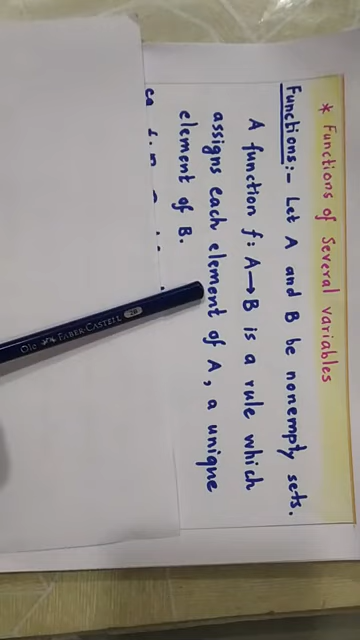 * Functions of Several variables
Functions:- Let A and B be nonempty sets.
A function f: A→B is a rule which
assigns each element of A, a unique
element of B.
FABER-CASTELL 2B